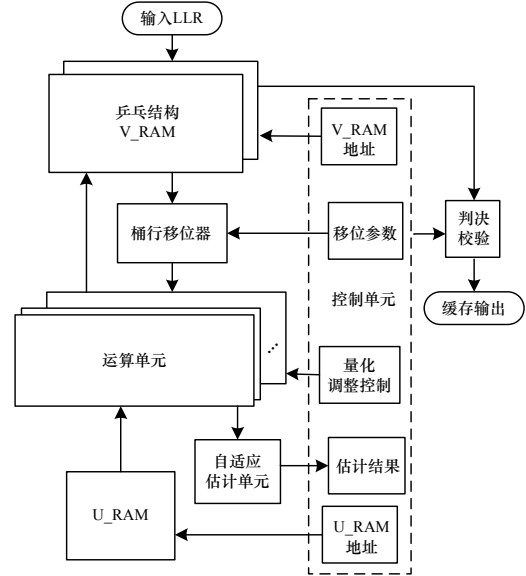 输入LLR
乒乓结构
V_RAM
V_RAM
地址
桶行移位器
移位参数
判决
校验
控制单元
缓存输出
运算单元
...
量化
调整控制
自适应
估计单元
估计结果
U_RAM
U_RAM
地址